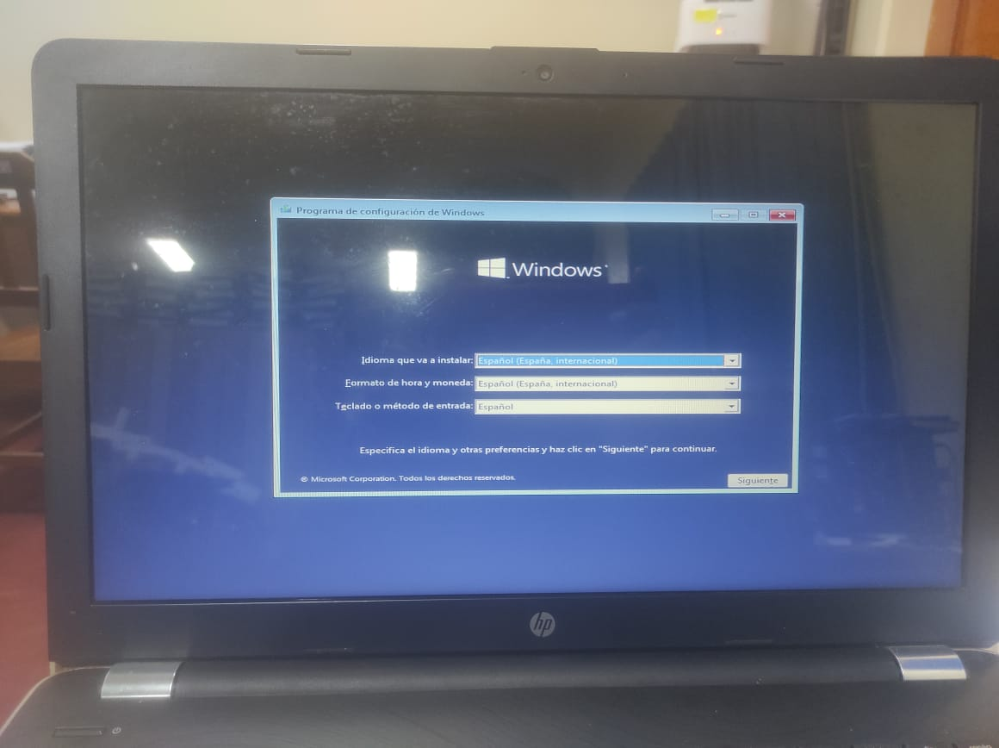 Programa de configuración de Windows
Windows
Idioma que va a instalar: Español (España, internacional)
Formato de hora y moneda: Español (España, internacional)
Teclado o método de entrada: Español
Especifica el idioma y otras preferencias y haz clic en "Siguiente" para continuar.
© Microsoft Corporation. Todos los derechos reservados.
Siguiente
hp